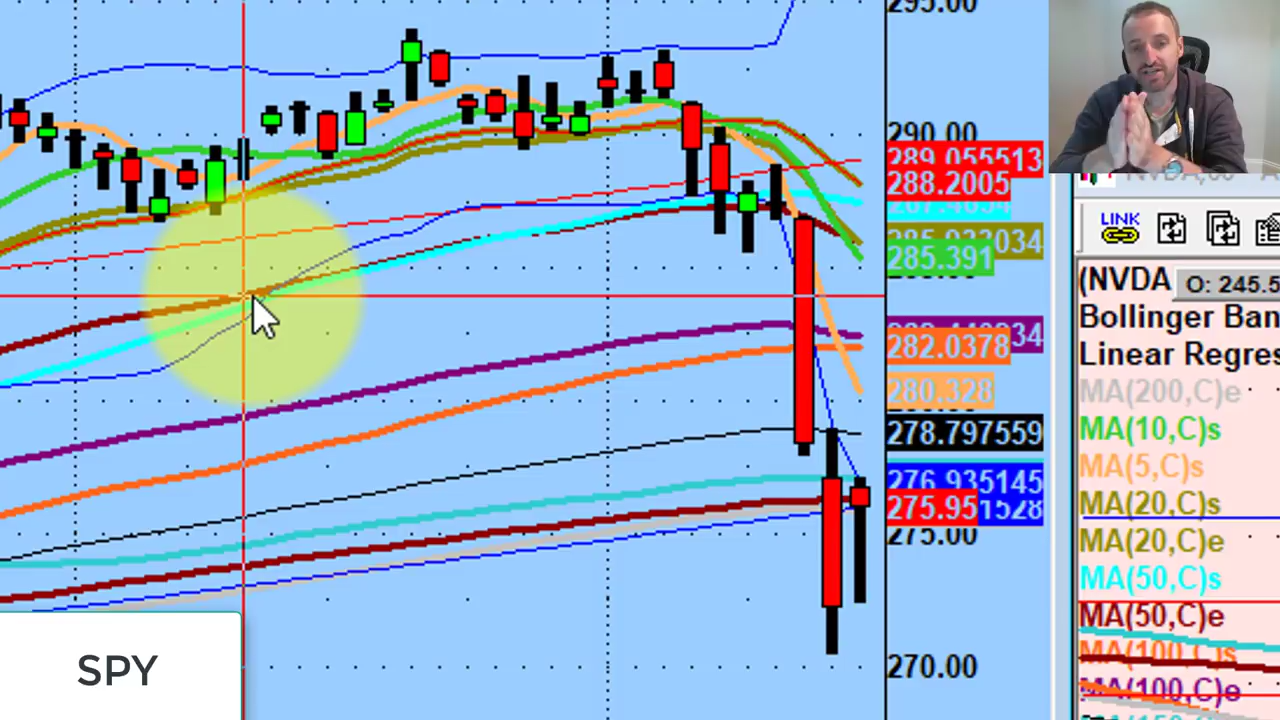 295.00
290.00
289.055513
288.2005
285.391
282.0378
280.328
278.797559
276.935145
275.95
275.00
270.00
SPY
LINK
(NVDA
O: 245.5
Bollinger Ban
Linear Regres
MA(200,C)e
MA(10,C)s
MA(5,C)s
MA(20,C)s
MA(20,C)e
MA(50,C)s
MA(50,C)e
MA(100,C)s
MA(100,C)e